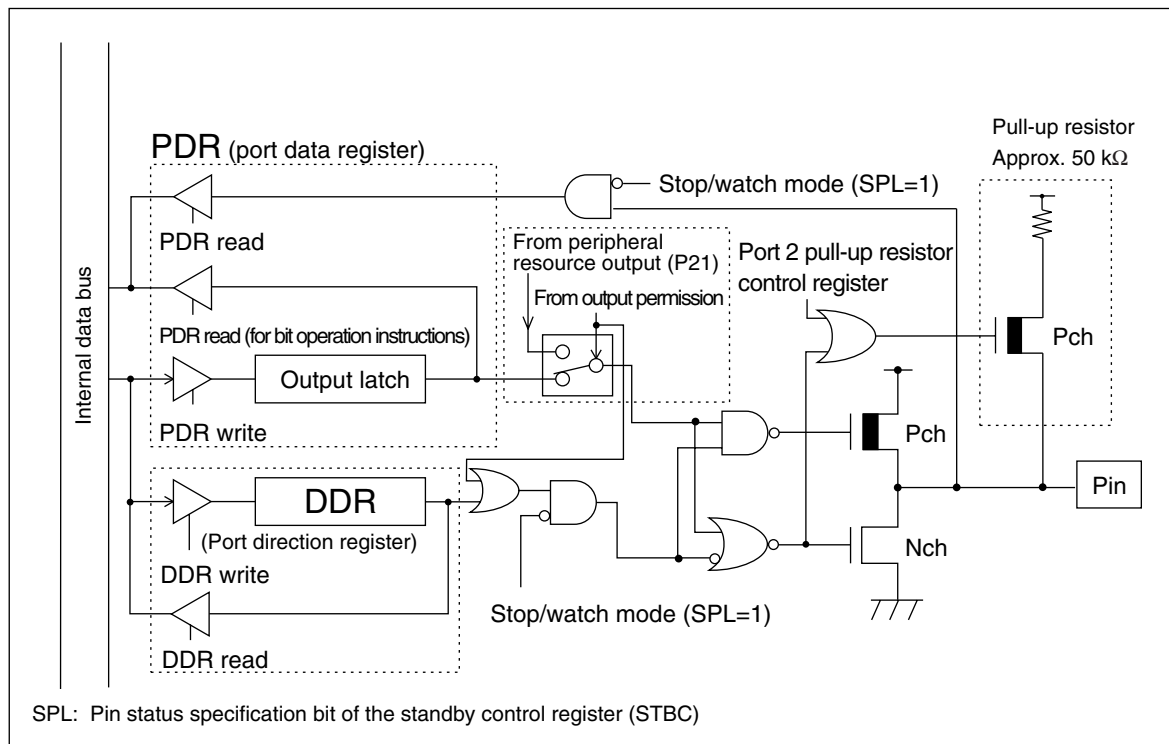 Pull-up resistor
Approx. 50 kΩ
PDR (port data register)
Stop/watch mode (SPL=1)
PDR read
From peripheral
resource output (P21)
Port 2 pull-up resistor
control register
From output permission
Internal data bus
PDR read (for bit operation instructions)
Pch
Output latch
PDR write
Pch
DDR
Pin
(Port direction register)
Nch
DDR write
Stop/watch mode (SPL=1)
DDR read
SPL: Pin status specification bit of the standby control register (STBC)